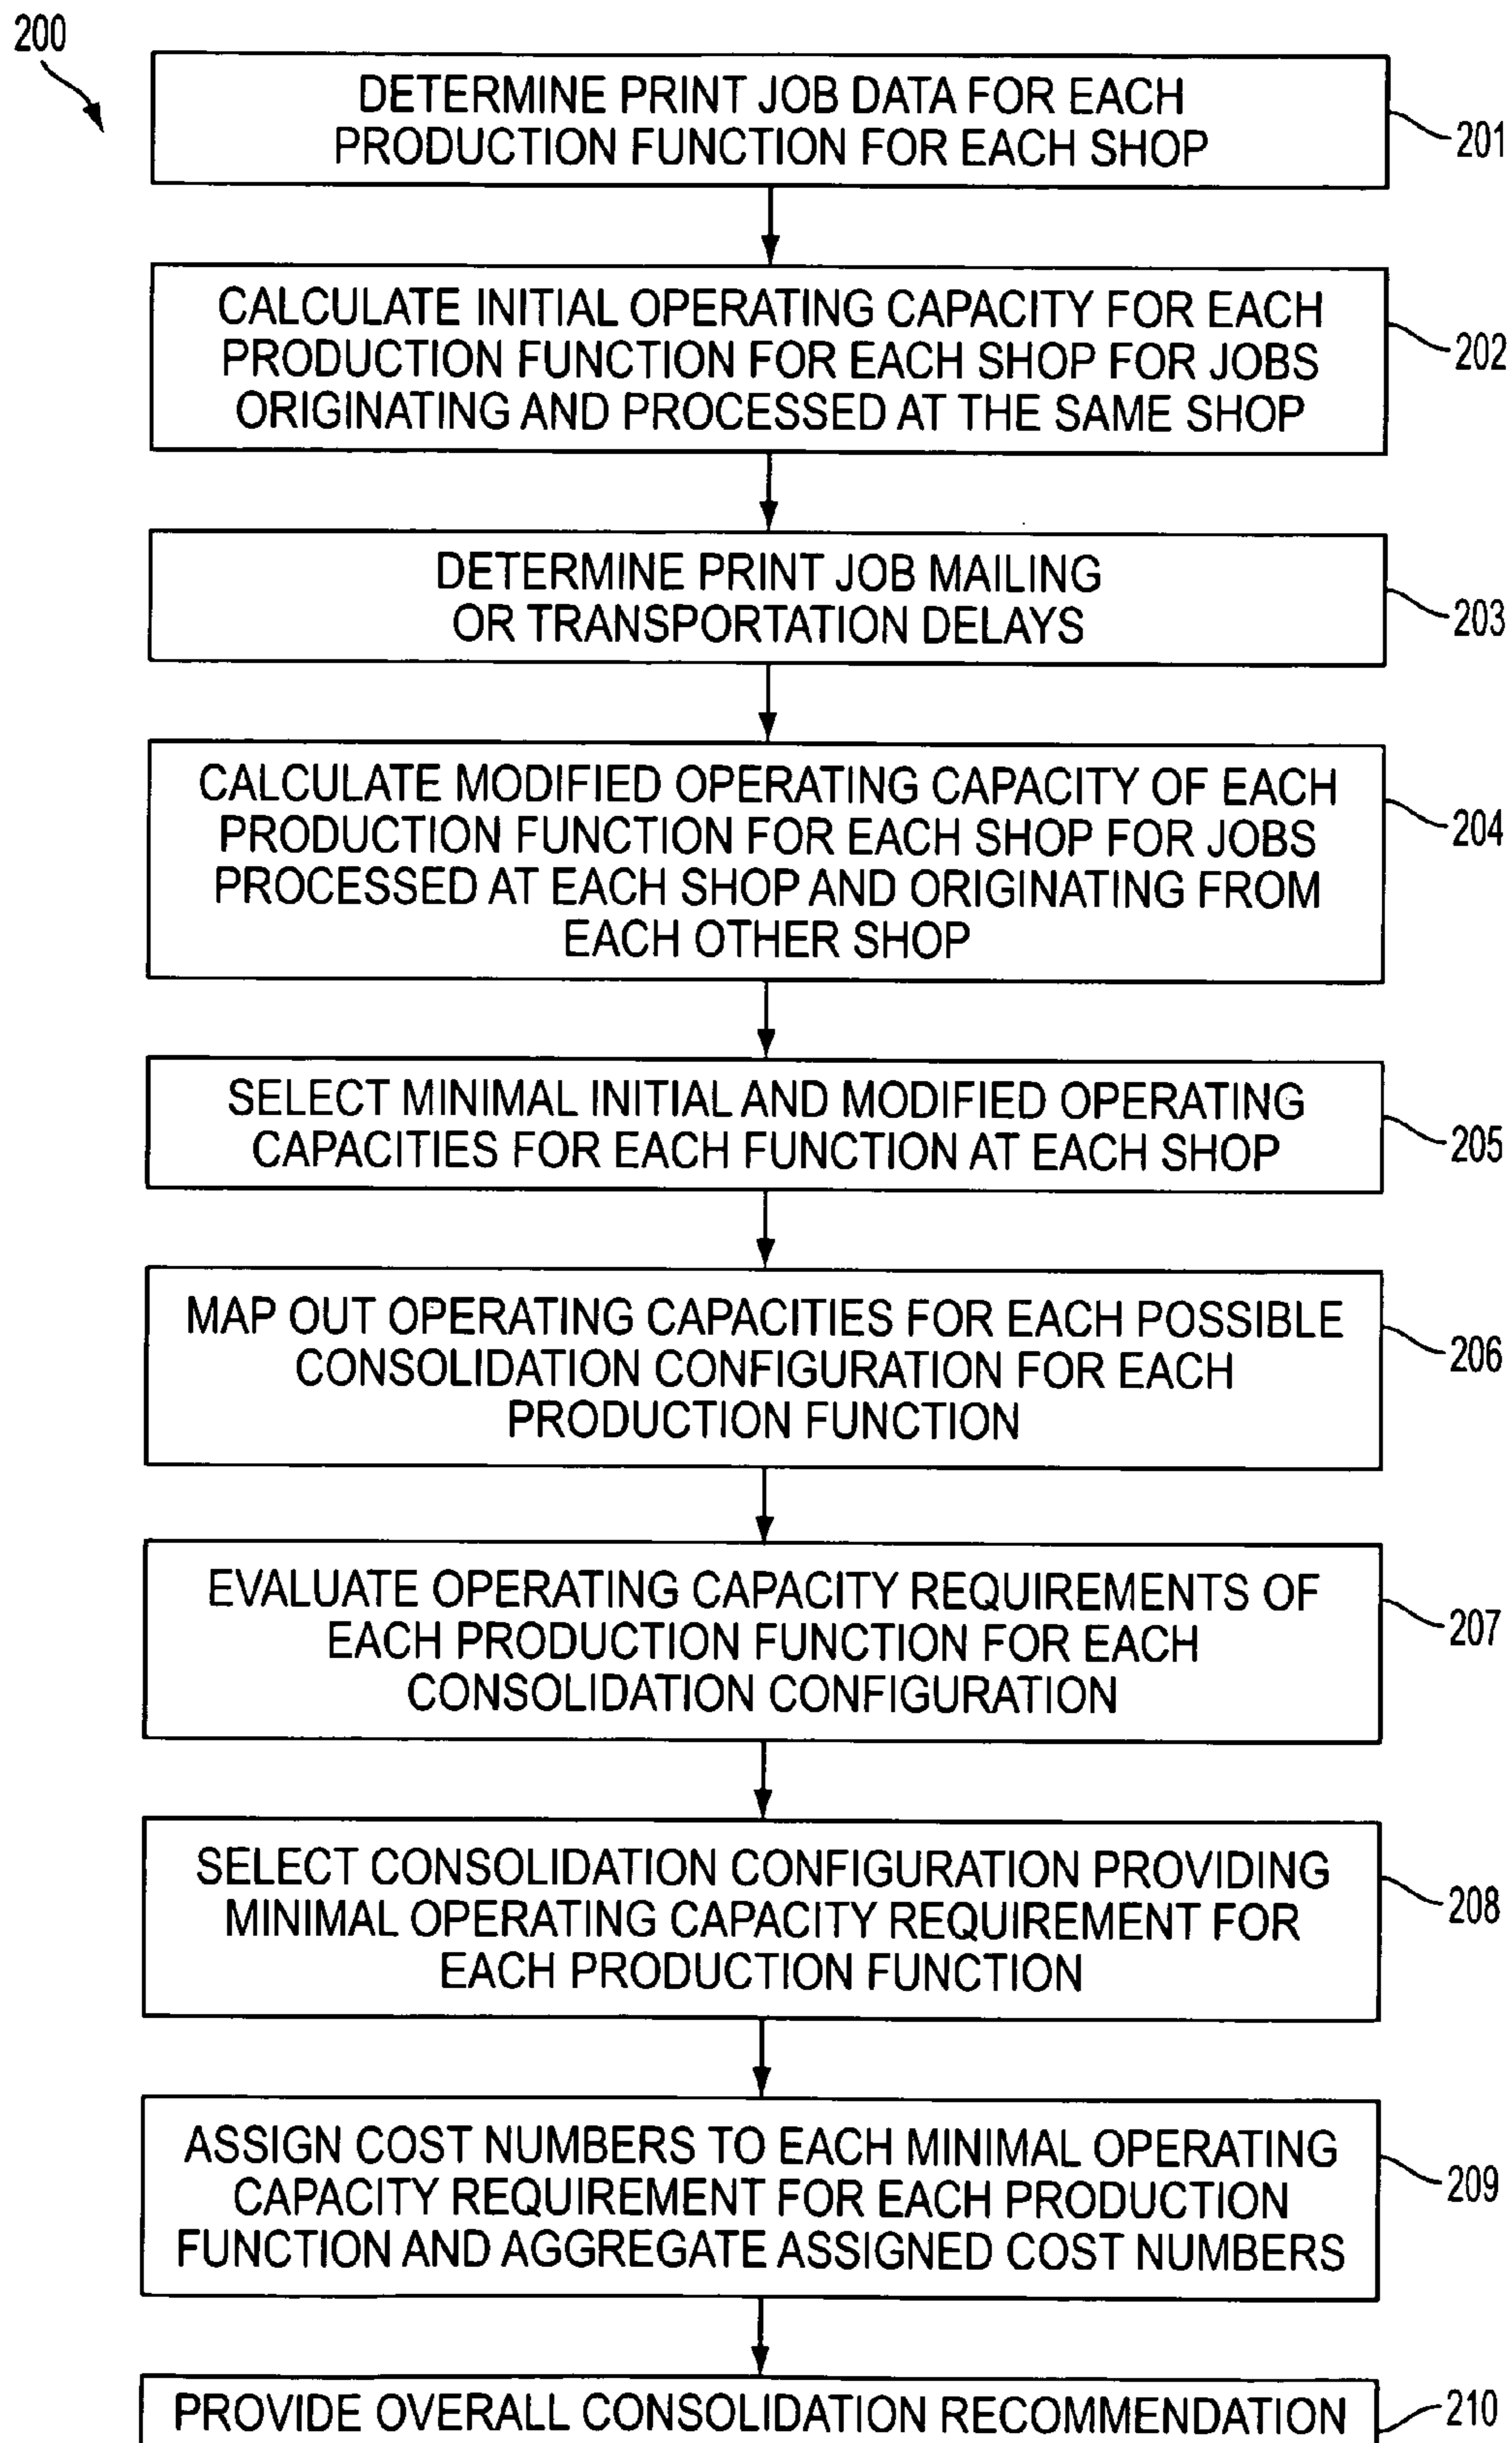 200
DETERMINE PRINT JOB DATA FOR EACH
PRODUCTION FUNCTION FOR EACH SHOP
201
CALCULATE INITIAL OPERATING CAPACITY FOR EACH
PRODUCTION FUNCTION FOR EACH SHOP FOR JOBS
ORIGINATING AND PROCESSED AT THE SAME SHOP
202
DETERMINE PRINT JOB MAILING
OR TRANSPORTATION DELAYS
203
CALCULATE MODIFIED OPERATING CAPACITY OF EACH
PRODUCTION FUNCTION FOR EACH SHOP FOR JOBS
PROCESSED AT EACH SHOP AND ORIGINATING FROM
EACH OTHER SHOP
204
SELECT MINIMAL INITIAL AND MODIFIED OPERATING
CAPACITIES FOR EACH FUNCTION AT EACH SHOP
205
MAP OUT OPERATING CAPACITIES FOR EACH POSSIBLE
CONSOLIDATION CONFIGURATION FOR EACH
PRODUCTION FUNCTION
206
EVALUATE OPERATING CAPACITY REQUIREMENTS OF
EACH PRODUCTION FUNCTION FOR EACH
CONSOLIDATION CONFIGURATION
207
SELECT CONSOLIDATION CONFIGURATION PROVIDING
MINIMAL OPERATING CAPACITY REQUIREMENT FOR
EACH PRODUCTION FUNCTION
208
ASSIGN COST NUMBERS TO EACH MINIMAL OPERATING
CAPACITY REQUIREMENT FOR EACH PRODUCTION
FUNCTION AND AGGREGATE ASSIGNED COST NUMBERS
209
PROVIDE OVERALL CONSOLIDATION RECOMMENDATION
210